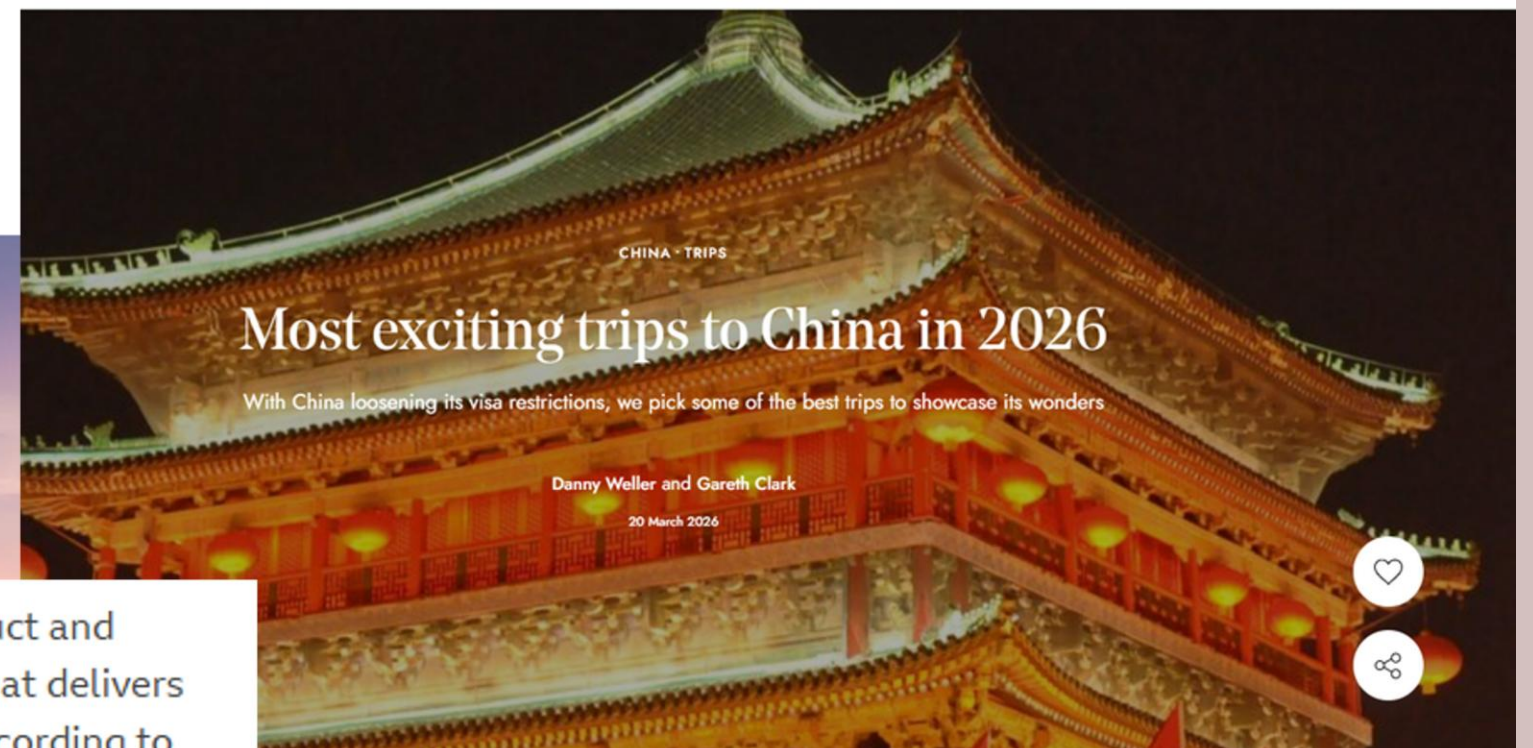 CHINA · TRIPS
Most exciting trips to China in 2026
With China loosening its visa restrictions, we pick some of the best trips to showcase its wonders
Danny Weller and Gareth Clark
20 March 2026
and
at delivers
to